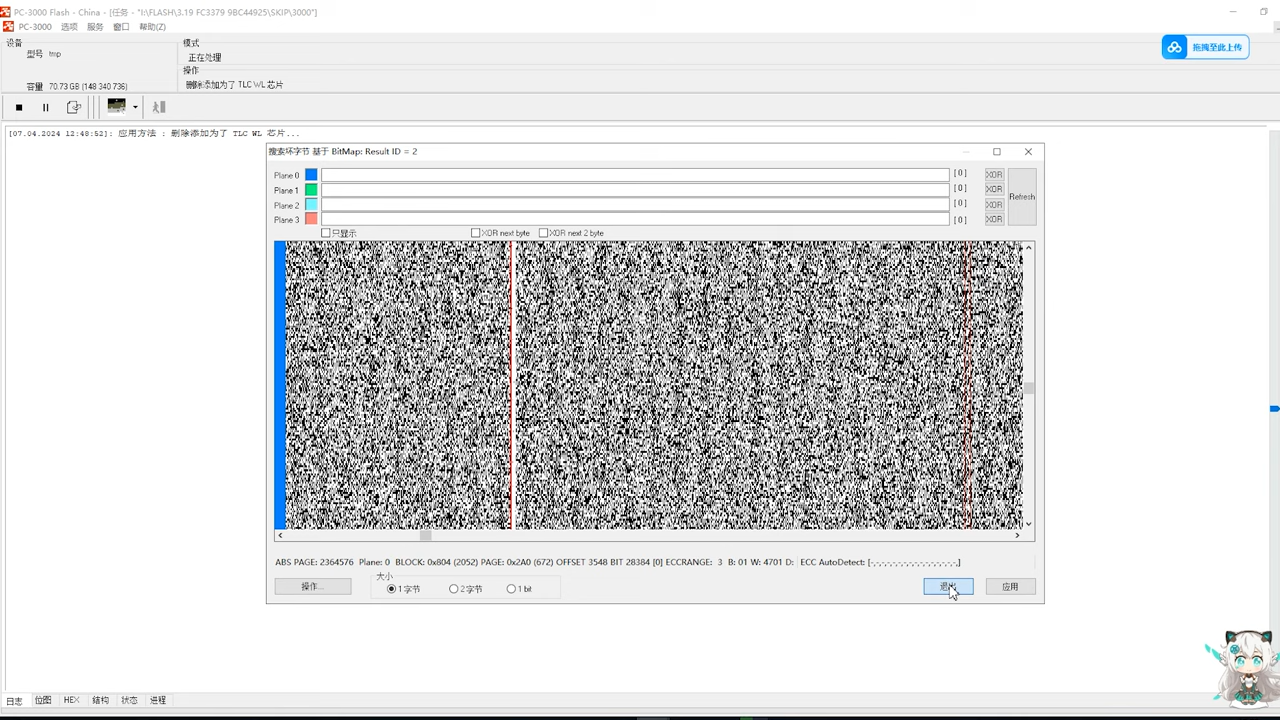 PC-3000 Flash - China - [任务 - "I:\FLASH\3.19 FC3379 9BC44925\SKIP\3000"]
PC-3000 选项 服务 窗口 帮助(Z)
设备
型号 tmp
容量 70.73 GB (148 340 736)
模式
正在处理
操作
删除添加为了 TLC WL 芯片
拖拽至此上传
[07.04.2024 12:48:52]: 应用方法 : 删除添加为了 TLC WL 芯片...
搜索坏字节 基于 BitMap: Result ID = 2
Plane 0 [0] XOR
Plane 1 [0] XOR
Plane 2 [0] XOR
Plane 3 [0] XOR
Refresh
只显示 XOR next byte XOR next 2 byte
ABS PAGE: 2364576 Plane: 0 BLOCK: 0x804 (2052) PAGE: 0x2A0 (672) OFFSET 3548 BIT 28384 [0] ECCRANGE: 3 B: 01 W: 4701 D: ECC AutoDetect: [-,-,-,-,-,-,-,-,-,-,-,-,-,-,-,-,-]
操作...
大小
1字节 2字节 1 bit
退出 应用
日志 位图 HEX 结构 状态 进程